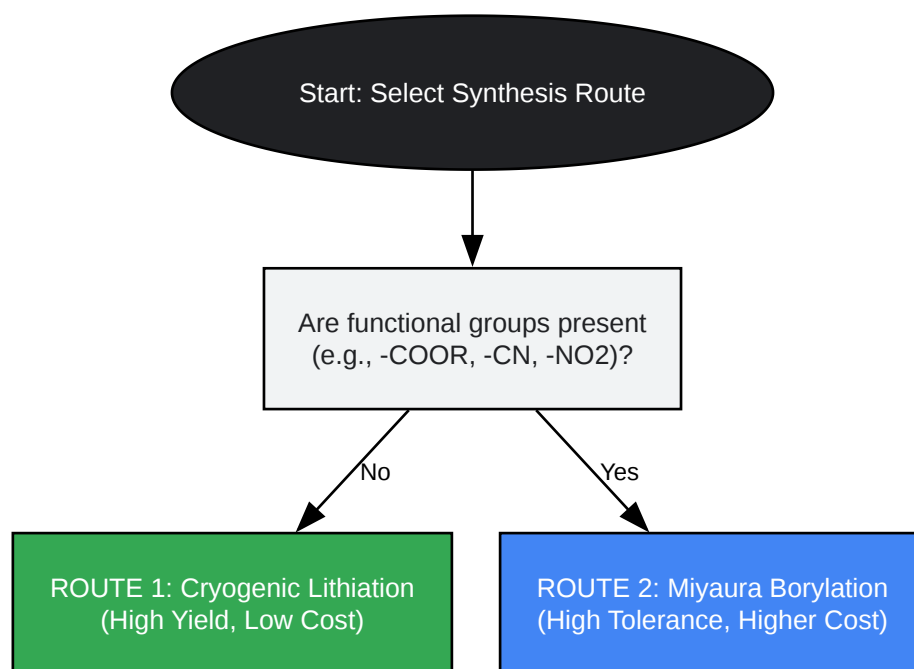 Start: Select Synthesis Route
Are functional groups present
(e.g., -COOR, -CN, -NO2)?
No
Yes
ROUTE 1: Cryogenic Lithiation
(High Yield, Low Cost)
ROUTE 2: Miyaura Borylation
(High Tolerance, Higher Cost)